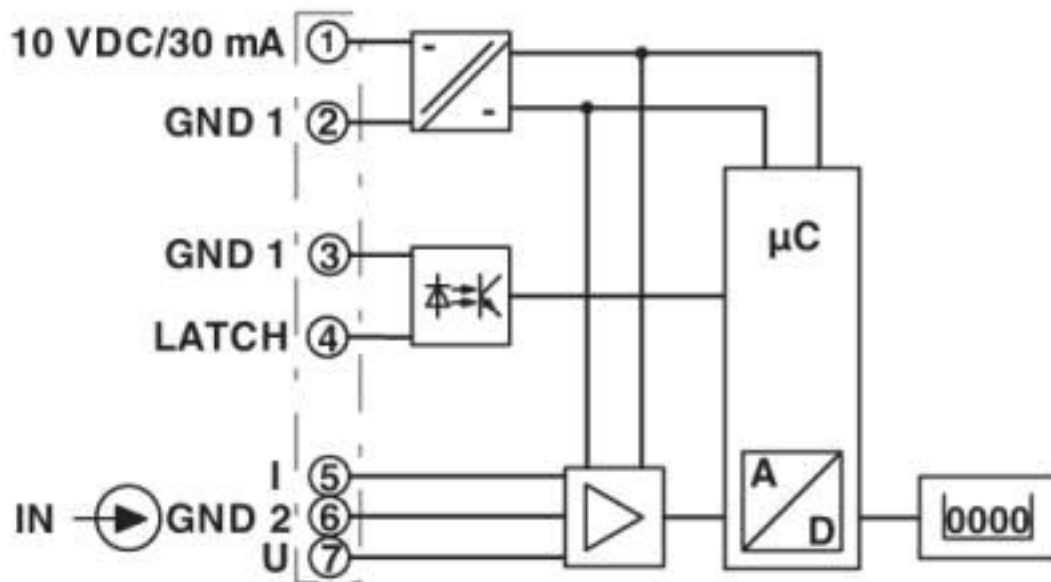 10 VDC/30 mA 1
GND 1 2
GND 1 3
µC
LATCH 4
I 5
A
IN GND 2 6
0000
D
U 7